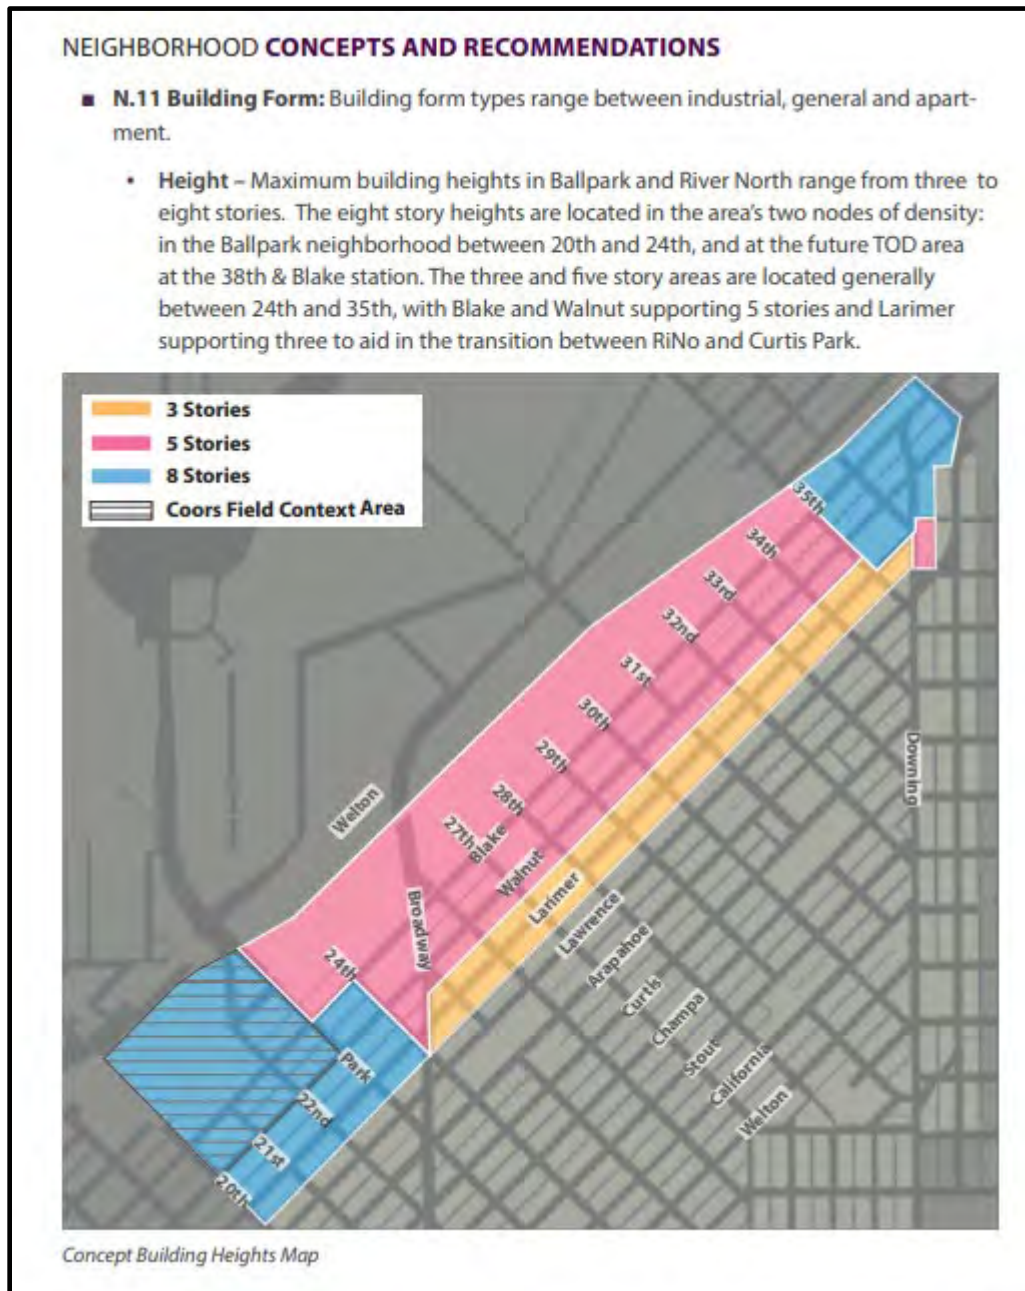 NEIGHBORHOOD CONCEPTS AND RECOMMENDATIONS
■ N.11 Building Form: Building form types range between industrial, general and apart-
ment.
• Height – Maximum building heights in Ballpark and River North range from three to
eight stories. The eight story heights are located in the area's two nodes of density:
in the Ballpark neighborhood between 20th and 24th, and at the future TOD area
at the 38th & Blake station. The three and five story areas are located generally
between 24th and 35th, with Blake and Walnut supporting 5 stories and Larimer
supporting three to aid in the transition between RiNo and Curtis Park.
3 Stories
5 Stories
8 Stories
Coors Field Context Area
35th
34th
33rd
32nd
31st
30th
29th
28th
27th
Blake
Walnut
Welton
Downing
Larimer
Lawrence
Arapahoe
Curtis
Champa
Stout
California
Welton
Broadway
24th
Park
22nd
21st
20th
Concept Building Heights Map